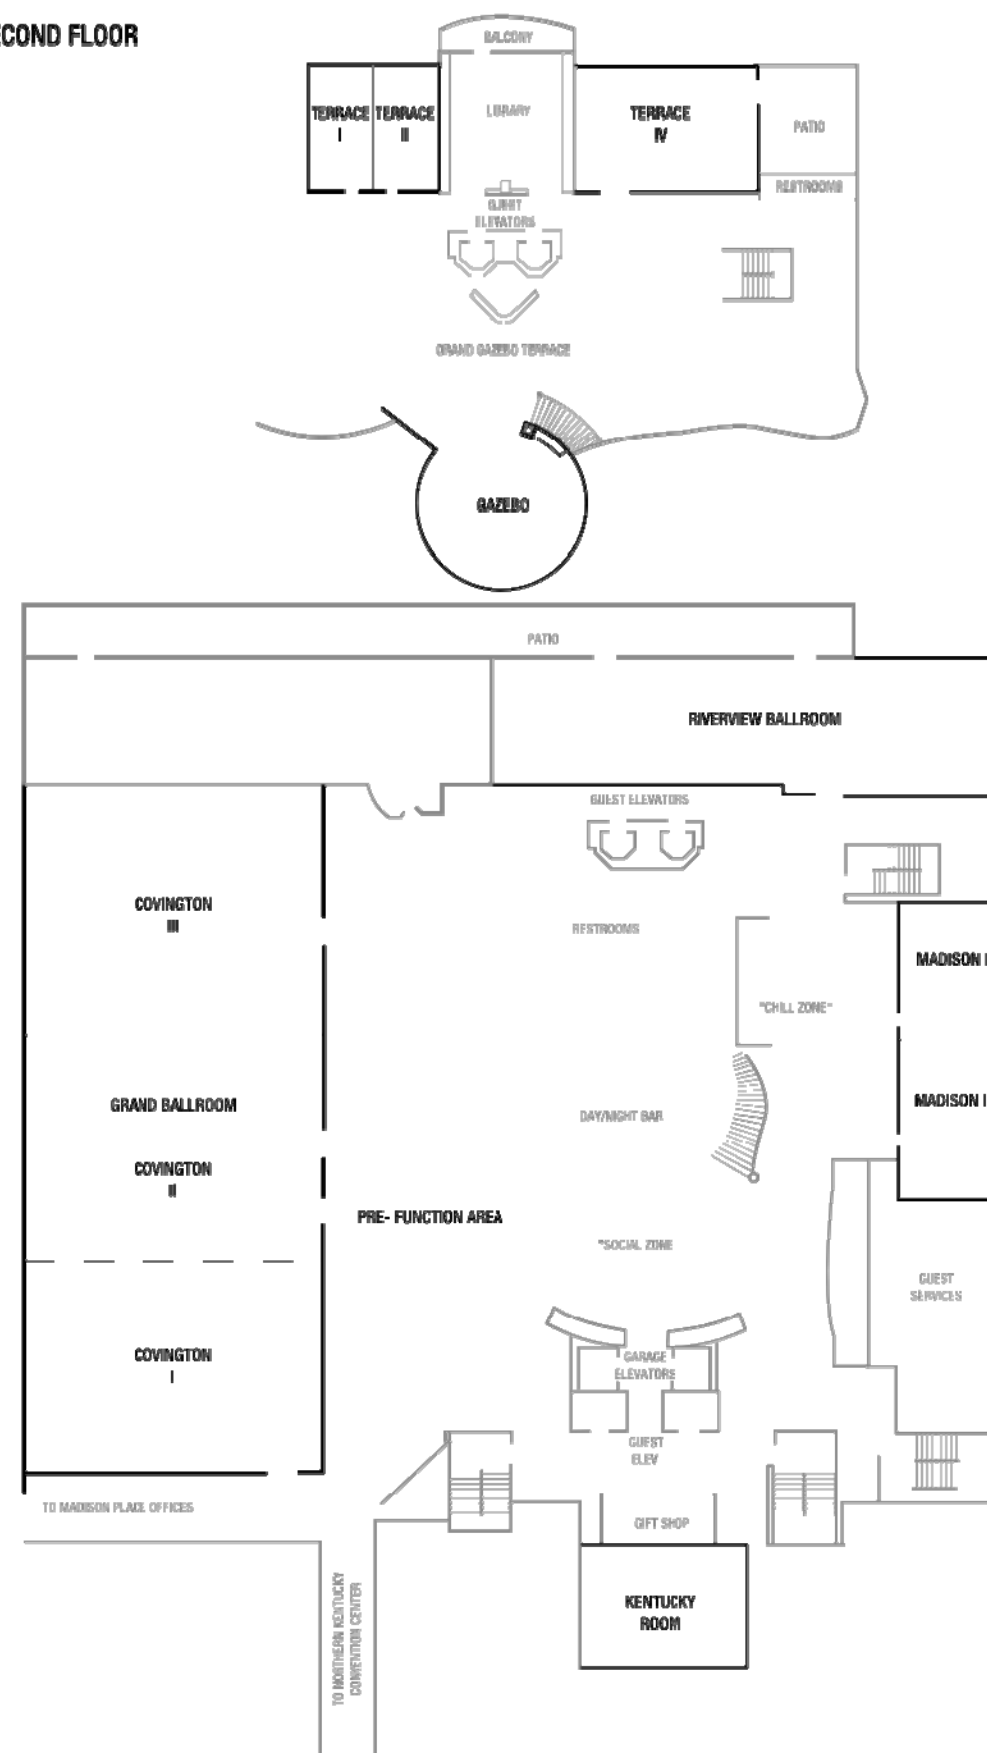 ECOND FLOOR
BALCONY
TERRACE
I
TERRACE
II
LIBRARY
TERRACE
IV
PATIO
RESTROOMS
GUEST
ELEVATORS
GRAND GAZEBO TERRACE
GAZEBO
PATIO
RIVERVIEW BALLROOM
GUEST ELEVATORS
COVINGTON
III
RESTROOMS
MADISON I
"CHILL ZONE"
GRAND BALLROOM
DAY/NIGHT BAR
MADISON I
COVINGTON
II
PRE- FUNCTION AREA
"SOCIAL ZONE
GUEST
SERVICES
COVINGTON
I
GARAGE
ELEVATORS
GUEST
ELEV
TO MADISON PLACE OFFICES
GIFT SHOP
KENTUCKY
ROOM
TO NORTHERN KENTUCKY
CONVENTION CENTER